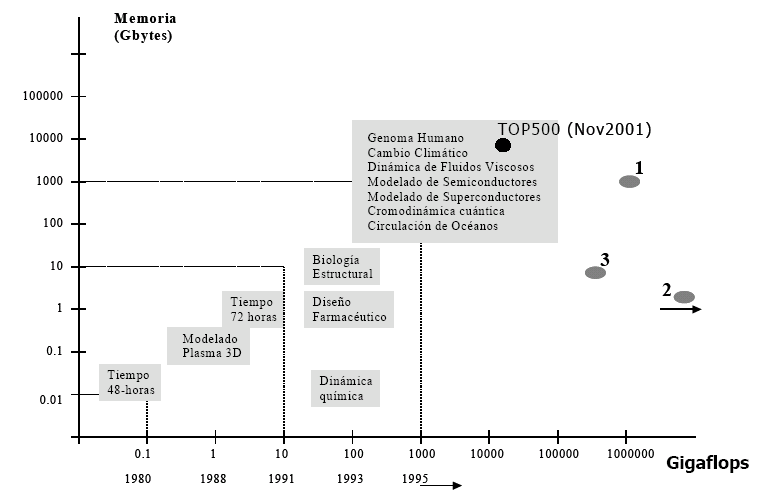 Memoria
(Gbytes)
100000
10000
1000
100
10
1
0.1
0.01
TOP500 (Nov2001)
Genoma Humano
Cambio Climático
Dinámica de Fluidos Viscosos
Modelado de Semiconductores
Modelado de Superconductores
Cromodinámica cuántica
Circulación de Océanos
1
3
2
Biología
Estructural
Tiempo
72 horas
Diseño
Farmacéutico
Modelado
Plasma 3D
Tiempo
48-horas
Dinámica
química
0.1 1 10 100 1000 10000 100000 1000000
Gigaflops
1980 1988 1991 1993 1995